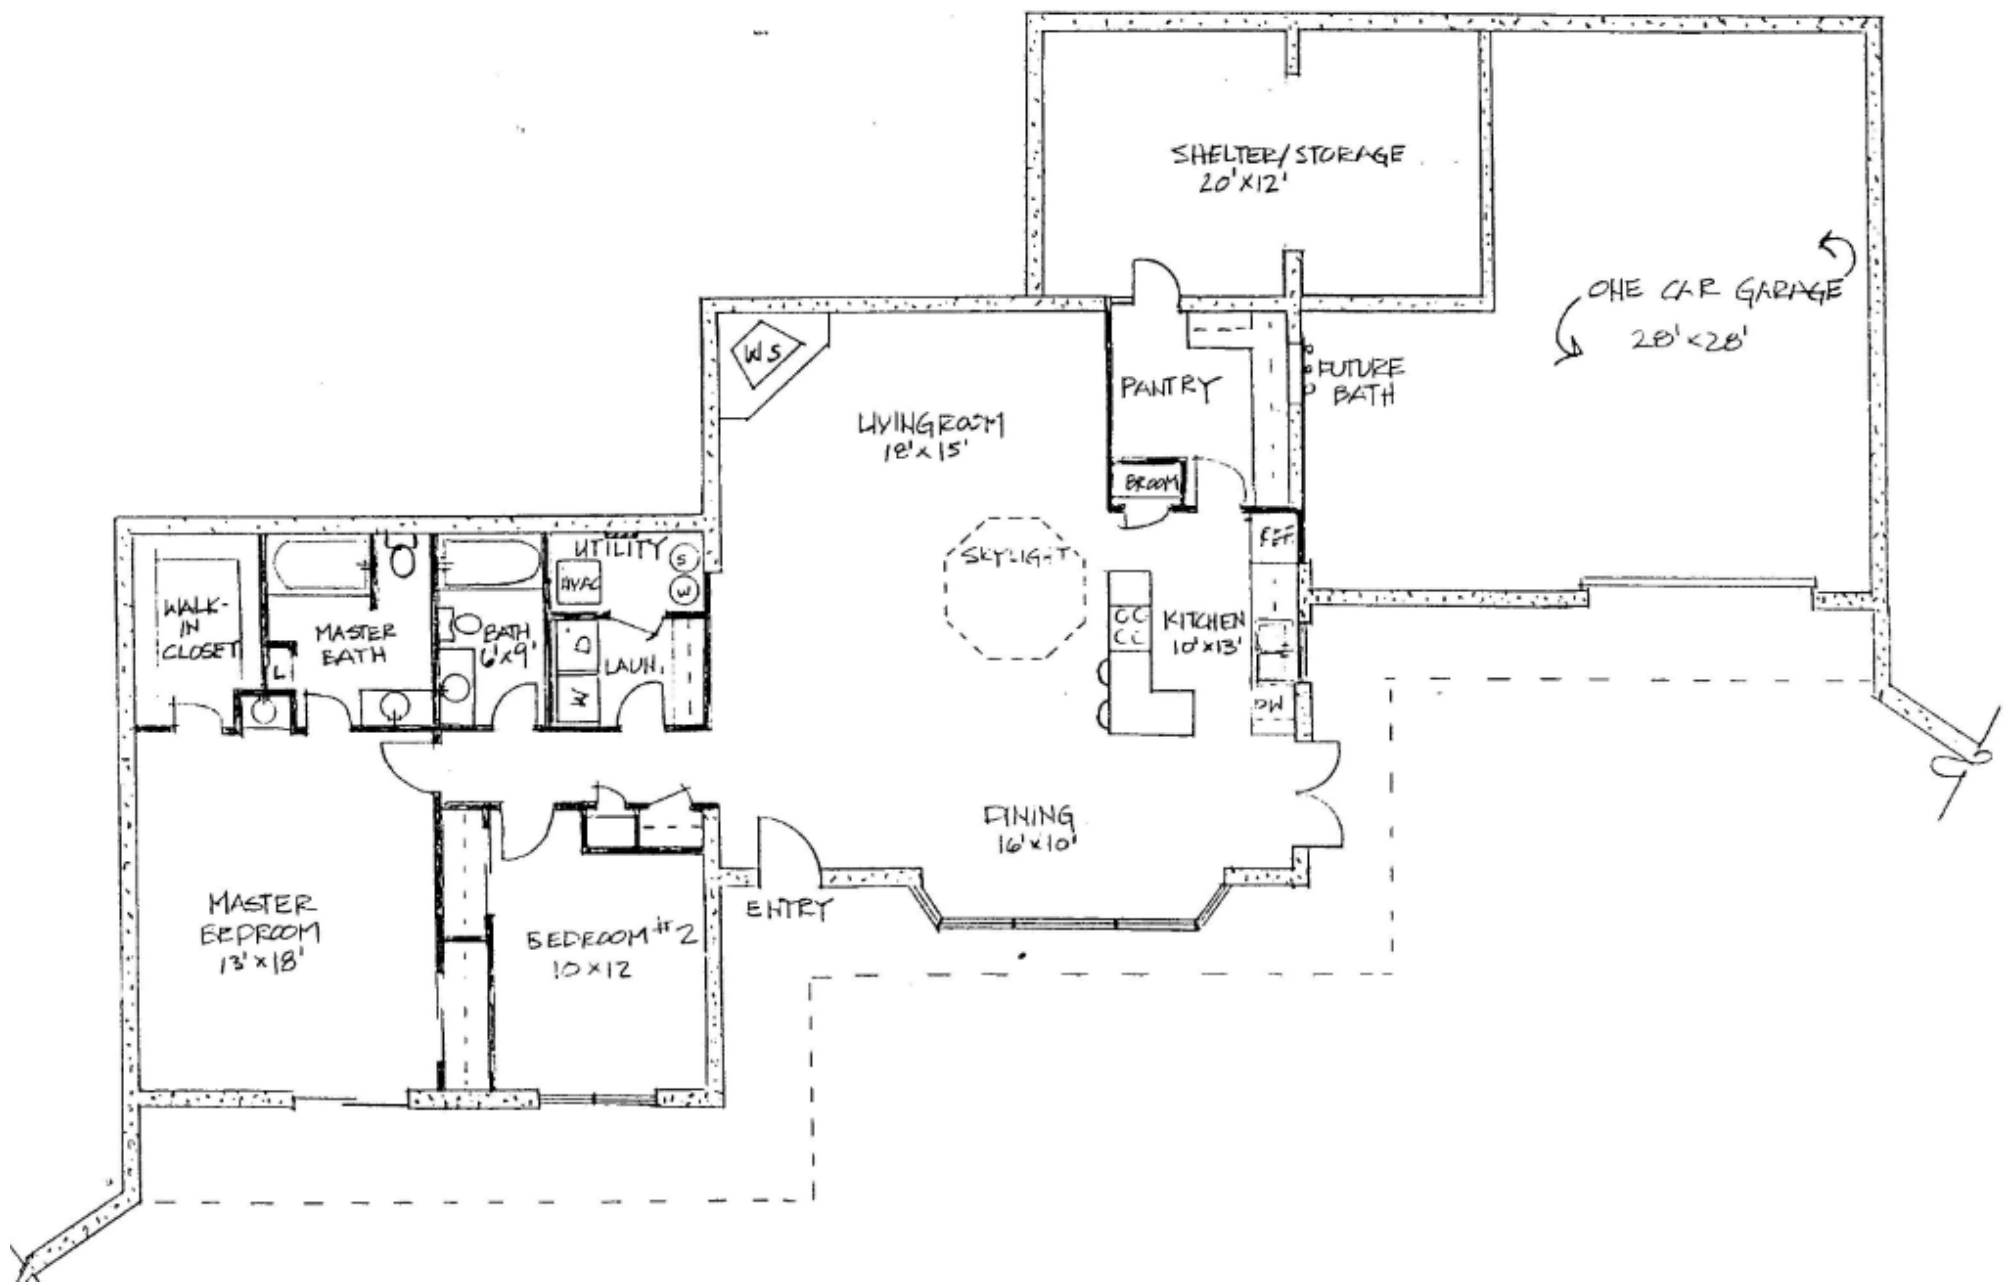 SHELTER/STORAGE
20'X12'
ONE CAR GARAGE
28'X28'
WS
FUTURE
BATH
PANTRY
LIVINGROOM
18'X15'
BROOM
REF.
SKYLIGHT
UTILITY
S
W
HVAC
WALK-
IN
CLOSET
MASTER
BATH
L
BATH
6'X9'
D
LAUN.
W
KITCHEN
10'X13'
DW
DINING
16'X10'
ENTRY
MASTER
BEDROOM
13'X18'
BEDROOM #2
10X12